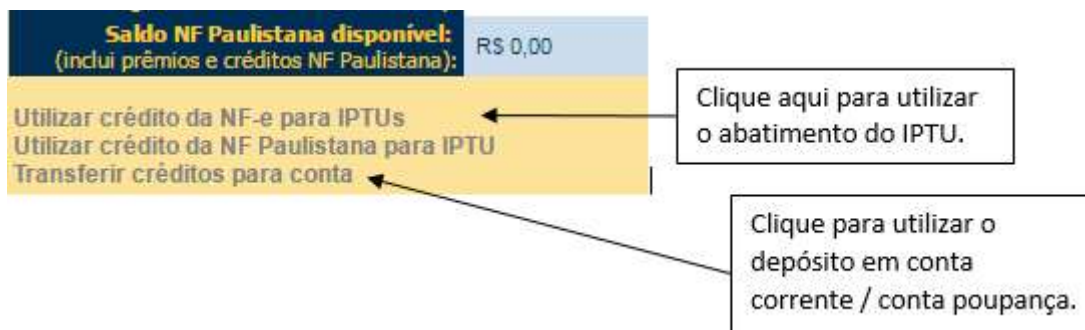 Saldo NF Paulistana disponível:
(inclui prêmios e créditos NF Paulistana):
R$ 0,00
Utilizar crédito da NF-e para IPTUs
Utilizar crédito da NF Paulistana para IPTU
Transferir créditos para conta
Clique aqui para utilizar
o abatimento do IPTU.
Clique para utilizar o
depósito em conta
corrente / conta poupança.